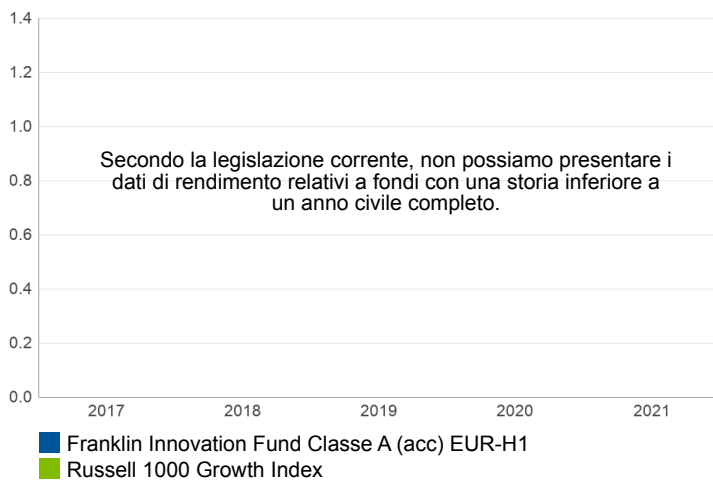 1.4
1.2
1.0
Secondo la legislazione corrente, non possiamo presentare i
0.8
dati di rendimento relativi a fondi con una storia inferiore a
un anno civile completo.
0.6
0.4
0.2
0.0
2017 2018 2019 2020 2021
Franklin Innovation Fund Classe A (acc) EUR-H1
Russell 1000 Growth Index